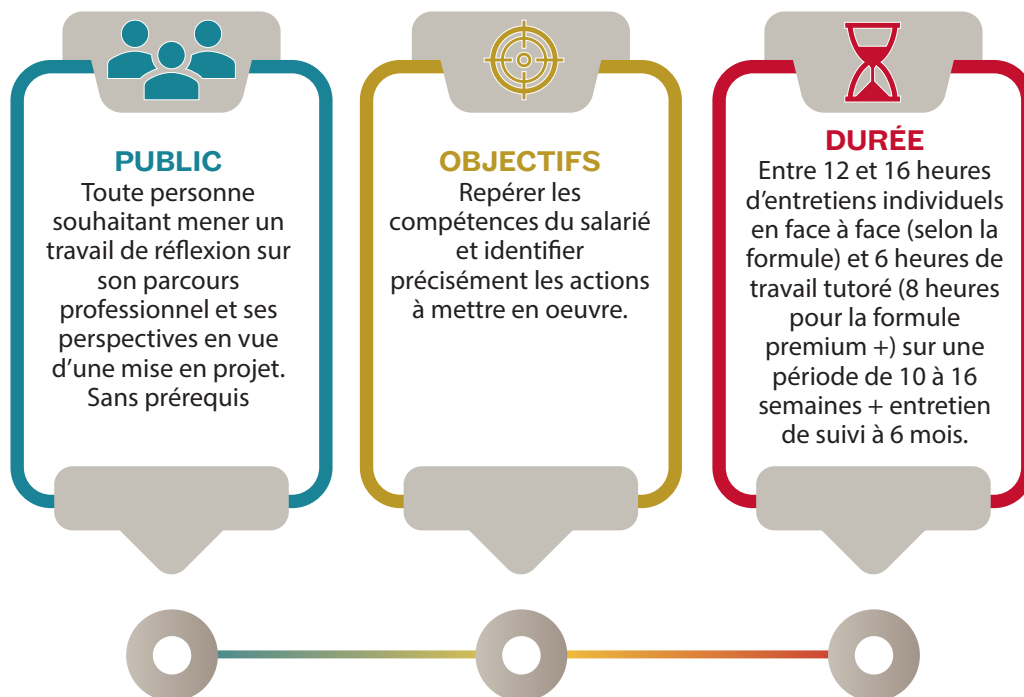 PUBLIC
Toute personne
souhaitant mener un
travail de réflexion sur
son parcours
professionnel et ses
perspectives en vue
d’une mise en projet.
Sans prérequis
OBJECTIFS
Repérer les
compétences du salarié
et identifier
précisément les actions
à mettre en oeuvre.
DURÉE
Entre 12 et 16 heures
d’entretiens individuels
en face à face (selon la
formule) et 6 heures de
travail tutoré (8 heures
pour la formule
premium +) sur une
période de 10 à 16
semaines + entretien
de suivi à 6 mois.